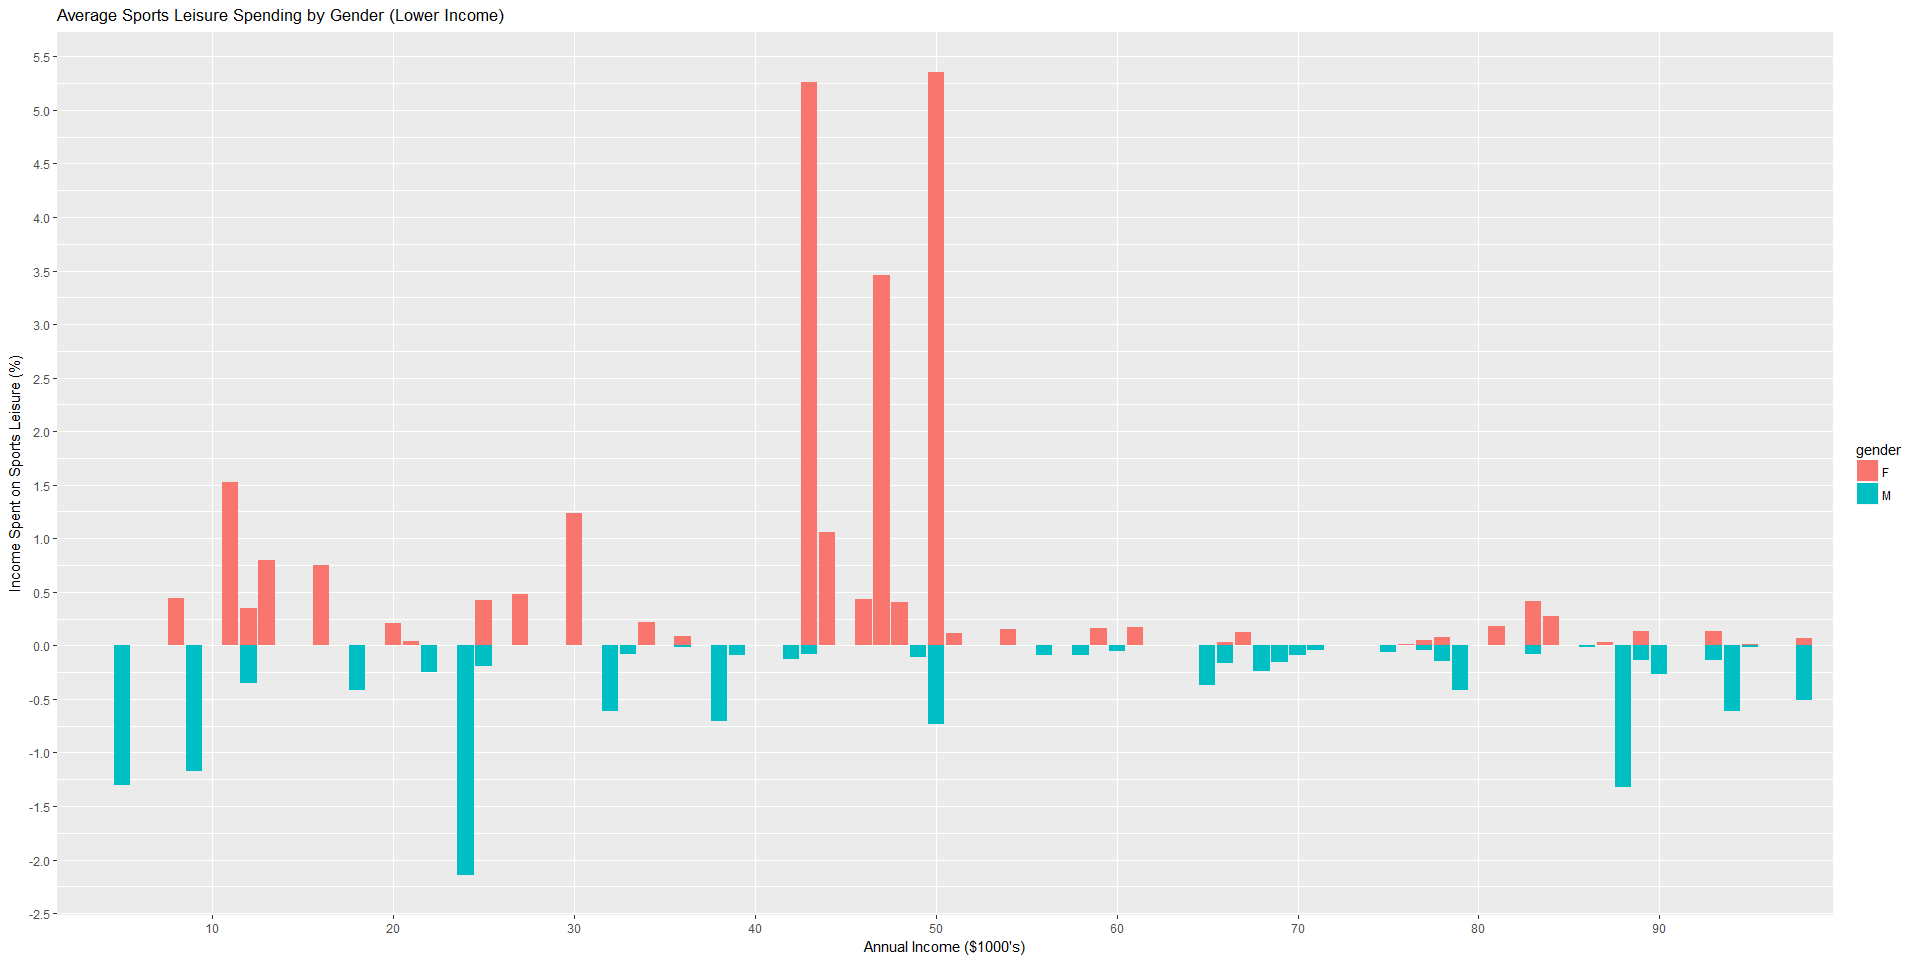 Average Sports Leisure Spending by Gender (Lower Income)
5.5
5.0
4.5
4.0
3.5
3.0
2.5
2.0
1.5
1.0
0.5
0.0
-0.5
-1.0
-1.5
-2.0
-2.5
Income Spent on Sports Leisure (%)
10 20 30 40 50 60 70 80 90
Annual Income ($1000's)
gender
F
M